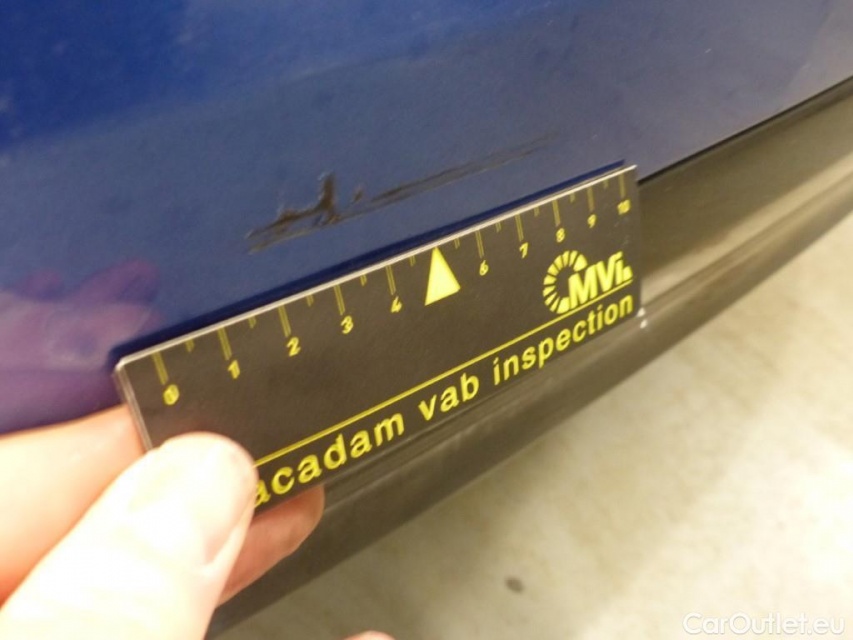 0 1 2 3 4 6 7 8 9 10
MVi
acadam vab inspection
CarOutlet.eu